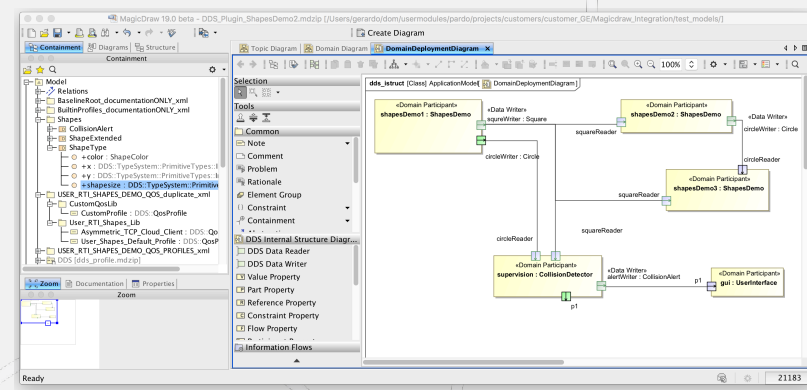 MagicDraw 19.0 beta - DDS_Plugin_ShapesDemo2.mdzip [/Users/gerardo/dom/usermodules/pardo/projects/customers/customer_GE/Magicdraw_Integration/test_models/]
Create Diagram
Containment Diagrams Structure
Containment
Model
Relations
BaselineRoot_documentationONLY_xml
BuiltinProfiles_documentationONLY_xml
Shapes
CollisionAlert
ShapeExtended
ShapeType
+color : ShapeColor
+x : DDS::TypeSystem::PrimitiveTypes::I
+y : DDS::TypeSystem::PrimitiveTypes::I
+shapesize : DDS::TypeSystem::Primitive
USER_RTI_SHAPES_DEMO_QOS_duplicate_xml
CustomQosLib
CustomProfile : DDS::QosProfile
User_RTI_Shapes_Lib
Asymmetric_TCP_Cloud_Client : DDS::Qo
User_Shapes_Default_Profile : DDS::QosP
USER_RTI_SHAPES_DEMO_QOS_PROFILES_xml
DDS [dds_profile.mdzip]
Zoom Documentation Properties
Zoom
Ready
Topic Diagram Domain Diagram DomainDeploymentDiagram ×
100%
Selection
Tools
Common
Note
Comment
Problem
Rationale
Element Group
Constraint
Containment
DDS Internal Structure Diagr...
DDS Data Reader
DDS Data Writer
Value Property
Part Property
Reference Property
Constraint Property
Flow Property
Information Flows
dds_istruct [Class] ApplicationModel[ DomainDeploymentDiagram]
«Domain Participant»
shapesDemo1 : ShapesDemo
«Data Writer»
squreWriter : Square
circleWriter : Circle
squareReader
«Domain Participant»
shapesDemo2 : ShapesDemo
«Data Writer»
circleWriter : Circle
circleReader
«Domain Participant»
shapesDemo3 : ShapesDemo
squareReader
squareReader
circleReader
«Domain Participant»
supervision : CollisionDetector
«Data Writer»
alertWriter : CollisionAlert
p1
p1
«Domain Participant»
gui : UserInterface
21183